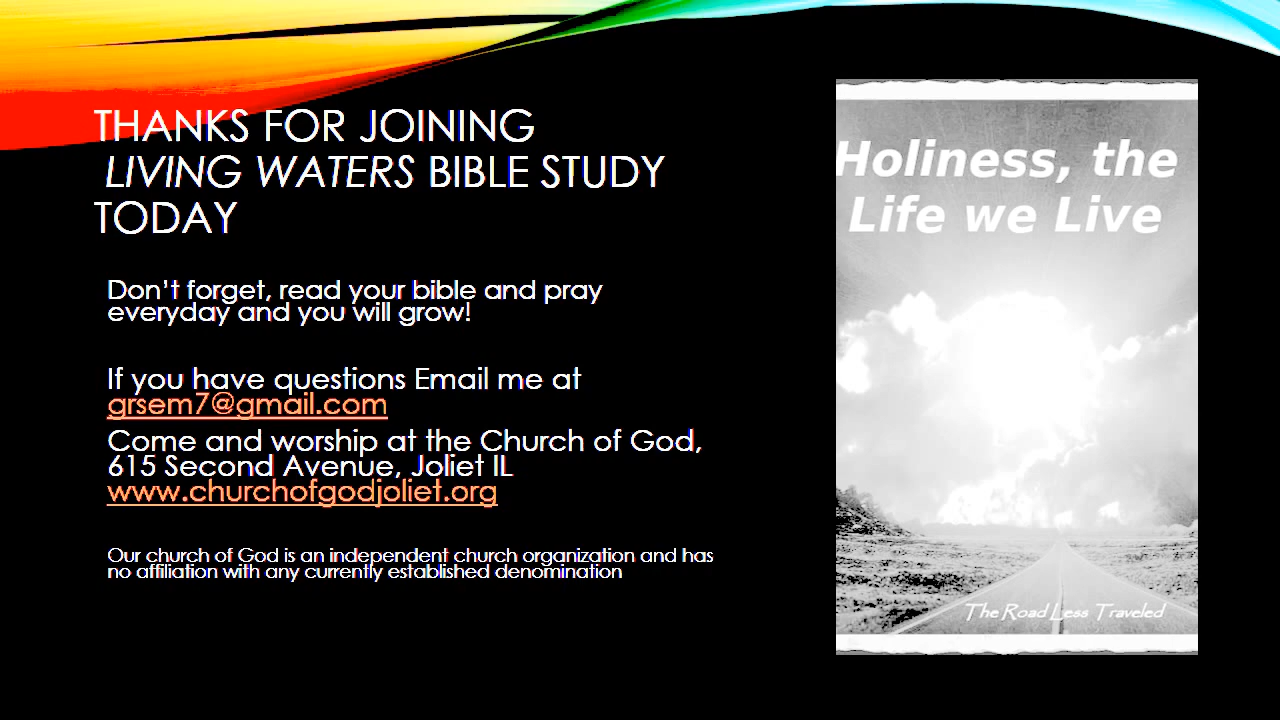 THANKS FOR JOINING
LIVING WATERS BIBLE STUDY
TODAY
Don't forget, read your bible and pray
everyday and you will grow!
If you have questions Email me at
grsem7@gmail.com
Come and worship at the Church of God,
615 Second Avenue, Joliet IL
www.churchofgodjoliet.org
Our church of God is an independent church organization and has
no affiliation with any currently established denomination
Holiness, the
Life we Live
The Road Less Traveled